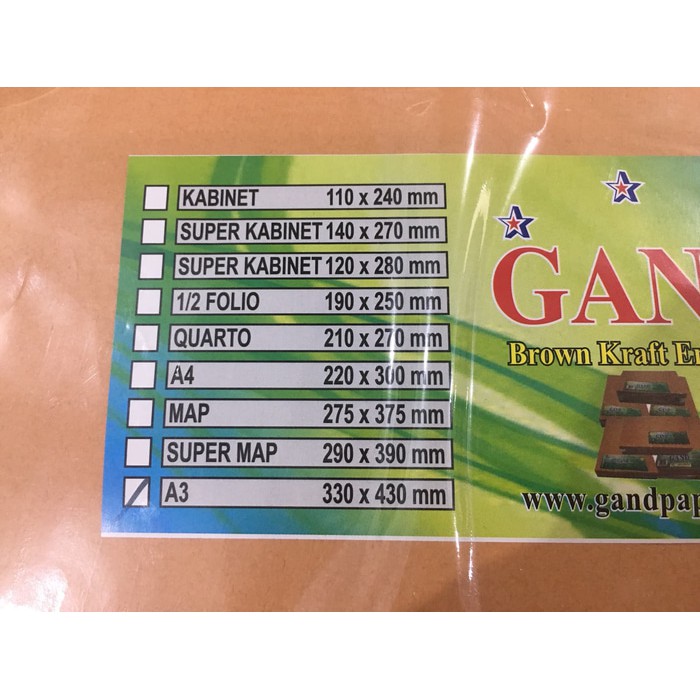 KABINET 110 x 240 mm
SUPER KABINET 140 x 270 mm
SUPER KABINET 120 x 280 mm
1/2 FOLIO 190 x 250 mm
QUARTO 210 x 270 mm
A4 220 x 300 mm
MAP 275 x 375 mm
SUPER MAP 290 x 390 mm
A3 330 x 430 mm
GAN
Brown Kraft En
www.gandpap